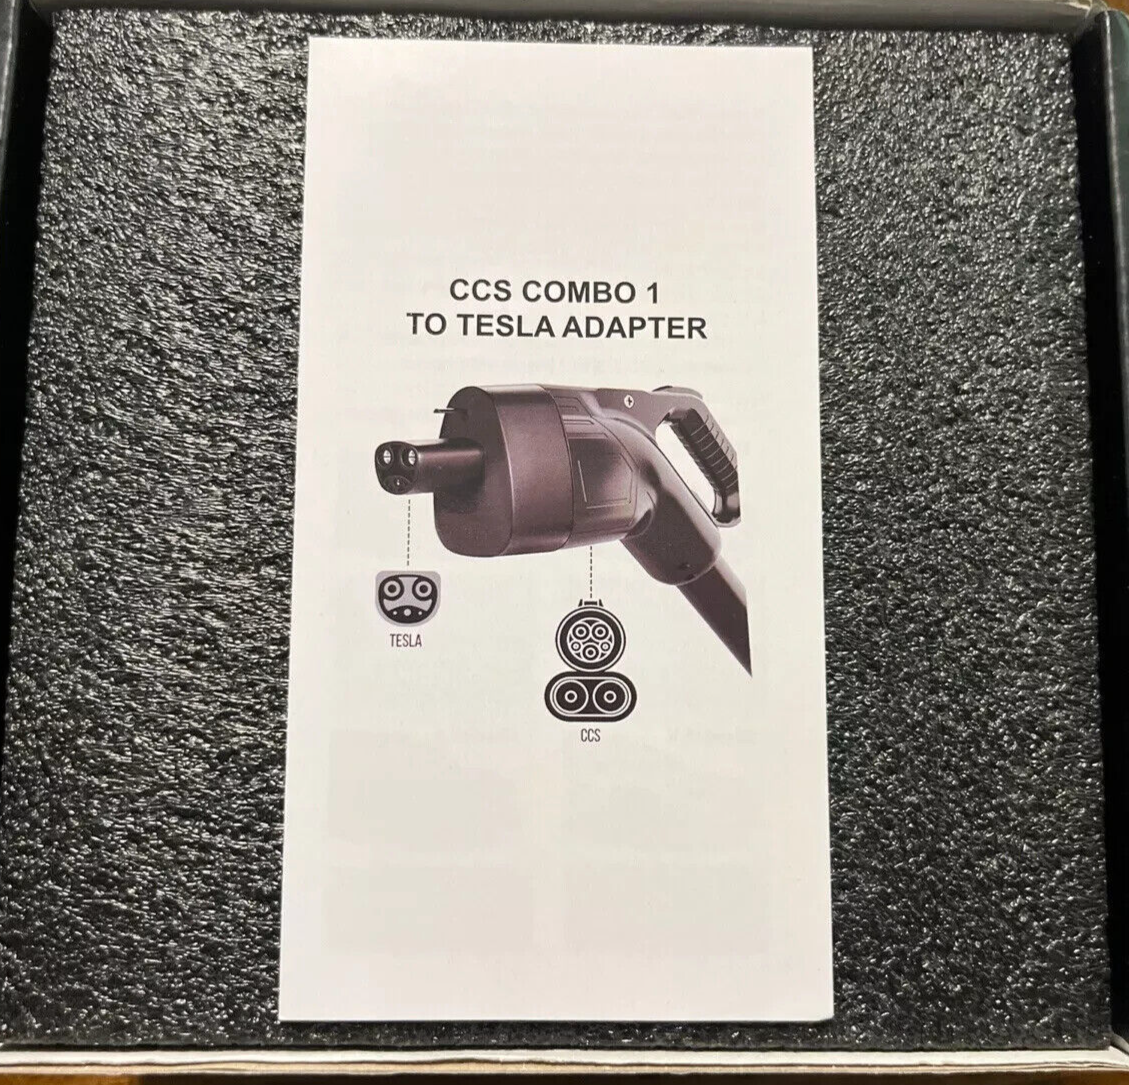 CCS COMBO 1
TO TESLA ADAPTER
TESLA
CCS